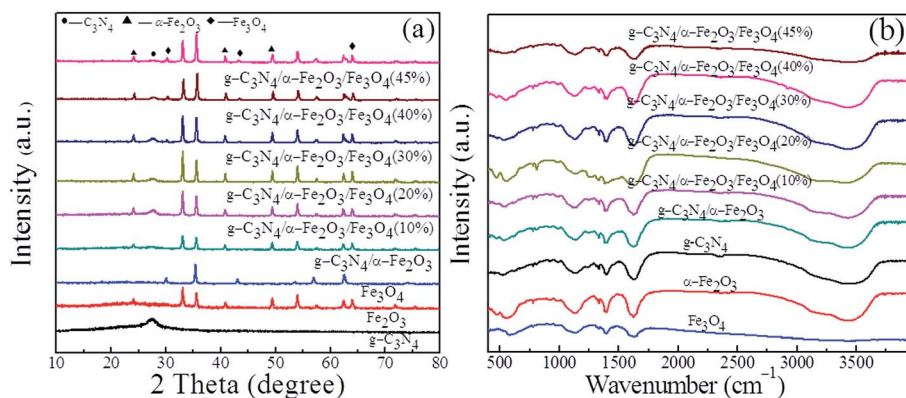 ●—C₃N₄ ▲—α-Fe₂O₃ ◆—Fe₃O₄
(a)
g-C₃N₄/α-Fe₂O₃/Fe₃O₄(45%)
g-C₃N₄/α-Fe₂O₃/Fe₃O₄(40%)
g-C₃N₄/α-Fe₂O₃/Fe₃O₄(30%)
g-C₃N₄/α-Fe₂O₃/Fe₃O₄(20%)
g-C₃N₄/α-Fe₂O₃/Fe₃O₄(10%)
g-C₃N₄/α-Fe₂O₃
Fe₃O₄
Fe₂O₃
g-C₃N₄
Intensity (a.u.)
10 20 30 40 50 60 70 80
2 Theta (degree)
(b)
g-C₃N₄/α-Fe₂O₃/Fe₃O₄(45%)
g-C₃N₄/α-Fe₂O₃/Fe₃O₄(40%)
g-C₃N₄/α-Fe₂O₃/Fe₃O₄(30%)
g-C₃N₄/α-Fe₂O₃/Fe₃O₄(20%)
g-C₃N₄/α-Fe₂O₃/Fe₃O₄(10%)
g-C₃N₄/α-Fe₂O₃
g-C₃N₄
α-Fe₂O₃
Fe₃O₄
Intensity (a.u.)
500 1000 1500 2000 2500 3000 3500
Wavenumber (cm⁻¹)